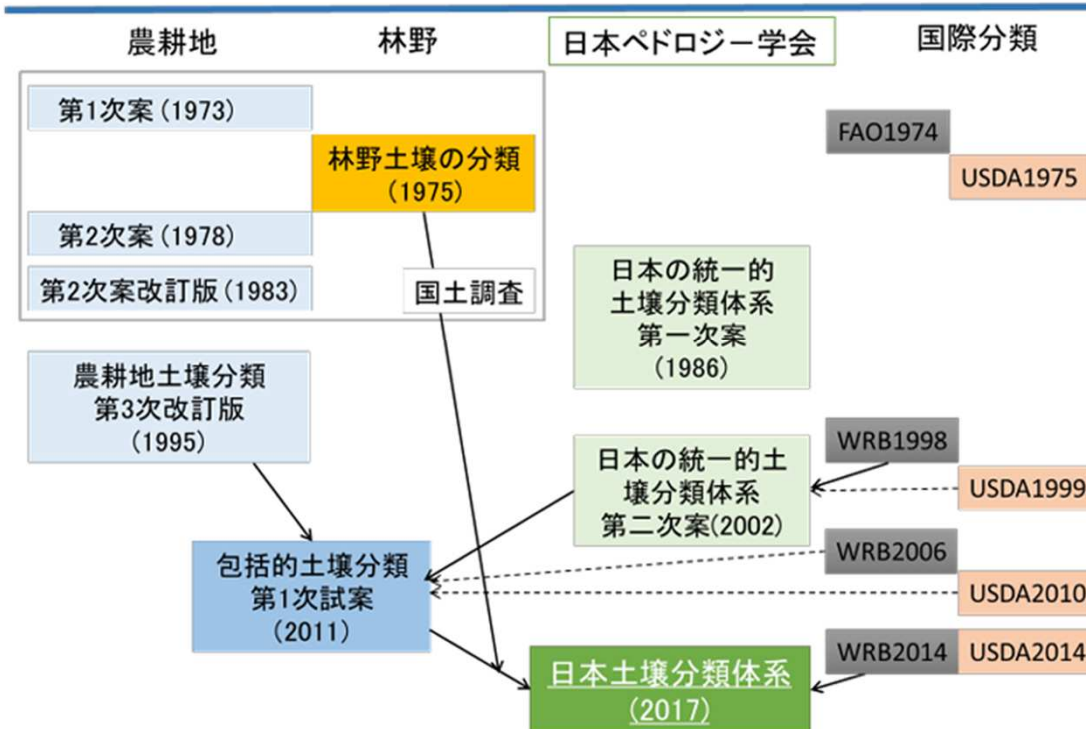 農耕地
林野
日本ペドロジー学会
国際分類
第1次案(1973)
FAO1974
林野土壌の分類
(1975)
USDA1975
第2次案(1978)
第2次案改訂版(1983)
国土調査
日本の統一的
土壌分類体系
第一次案
(1986)
農耕地土壌分類
第3次改訂版
(1995)
WRB1998
日本の統一的土
壌分類体系
第二次案(2002)
USDA1999
WRB2006
包括的土壌分類
第1次試案
(2011)
USDA2010
WRB2014
USDA2014
日本土壌分類体系
(2017)